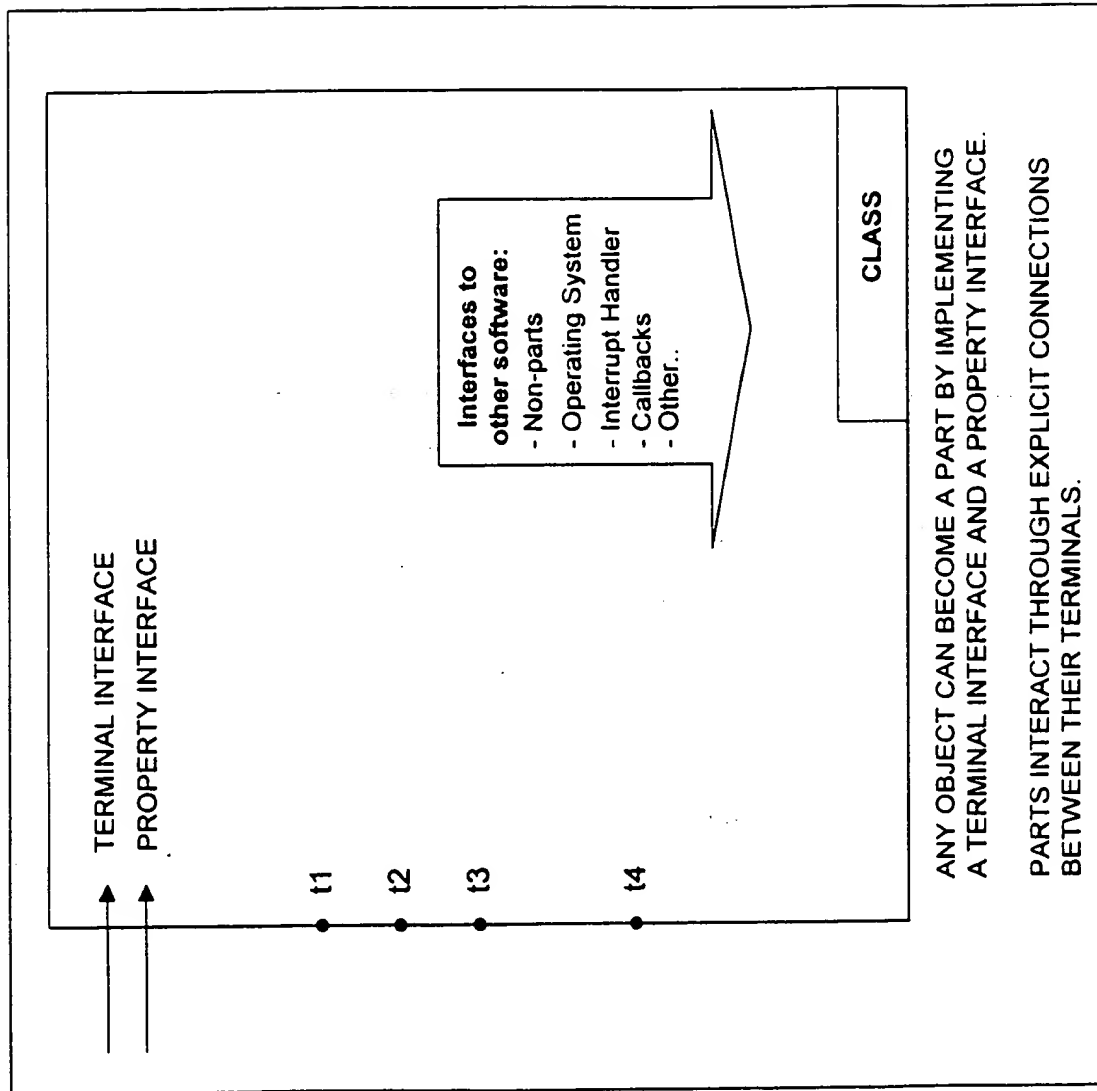 TERMINAL INTERFACE
PROPERTY INTERFACE
t1
t2
t3
t4
Interfaces to
other software:
- Non-parts
- Operating System
- Interrupt Handler
- Callbacks
- Other..
CLASS
ANY OBJECT CAN BECOME A PART BY IMPLEMENTING
A TERMINAL INTERFACE AND A PROPERTY INTERFACE.
PARTS INTERACT THROUGH EXPLICIT CONNECTIONS
BETWEEN THEIR TERMINALS.